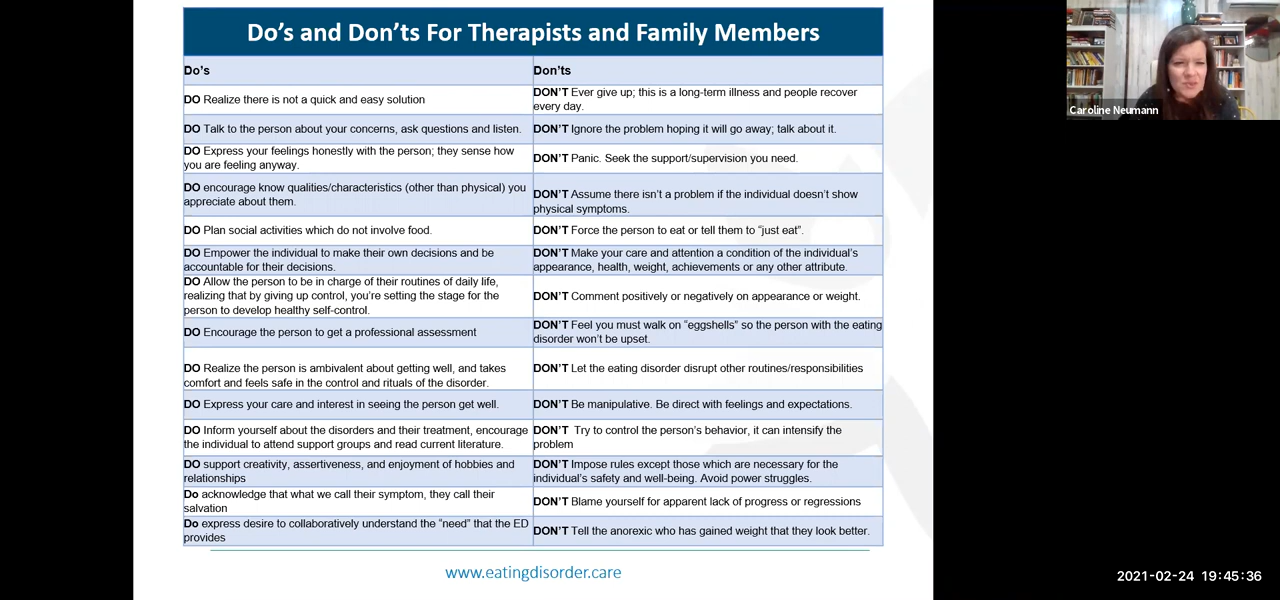 Do's and Don'ts For Therapists and Family Members
Do's
Don'ts
DO Realize there is not a quick and easy solution
DON'T Ever give up; this is a long-term illness and people recover
every day.
DO Talk to the person about your concerns, ask questions and listen.
DON'T Ignore the problem hoping it will go away; talk about it.
DO Express your feelings honestly with the person; they sense how
you are feeling anyway.
DON'T Panic. Seek the support/supervision you need.
DO encourage know qualities/characteristics (other than physical) you
appreciate about them.
DON'T Assume there isn't a problem if the individual doesn't show
physical symptoms.
DO Plan social activities which do not involve food.
DON'T Force the person to eat or tell them to "just eat".
DO Empower the individual to make their own decisions and be
accountable for their decisions.
DON'T Make your care and attention a condition of the individual's
appearance, health, weight, achievements or any other attribute.
DO Allow the person to be in charge of their routines of daily life,
realizing that by giving up control, you're setting the stage for the
person to develop healthy self-control.
DON'T Comment positively or negatively on appearance or weight.
DO Encourage the person to get a professional assessment
DON'T Feel you must walk on "eggshells" so the person with the eating
disorder won't be upset.
DO Realize the person is ambivalent about getting well, and takes
comfort and feels safe in the control and rituals of the disorder.
DON'T Let the eating disorder disrupt other routines/responsibilities
DO Express your care and interest in seeing the person get well.
DON'T Be manipulative. Be direct with feelings and expectations.
DO Inform yourself about the disorders and their treatment, encourage
the individual to attend support groups and read current literature.
DON'T Try to control the person's behavior, it can intensify the
problem
DO support creativity, assertiveness, and enjoyment of hobbies and
relationships
DON'T Impose rules except those which are necessary for the
individual's safety and well-being. Avoid power struggles.
Do acknowledge that what we call their symptom, they call their
salvation
DON'T Blame yourself for apparent lack of progress or regressions
Do express desire to collaboratively understand the "need" that the ED
provides
DON'T Tell the anorexic who has gained weight that they look better.
www.eatingdisorder.care
Caroline Neumann
2021-02-24 19:45:36